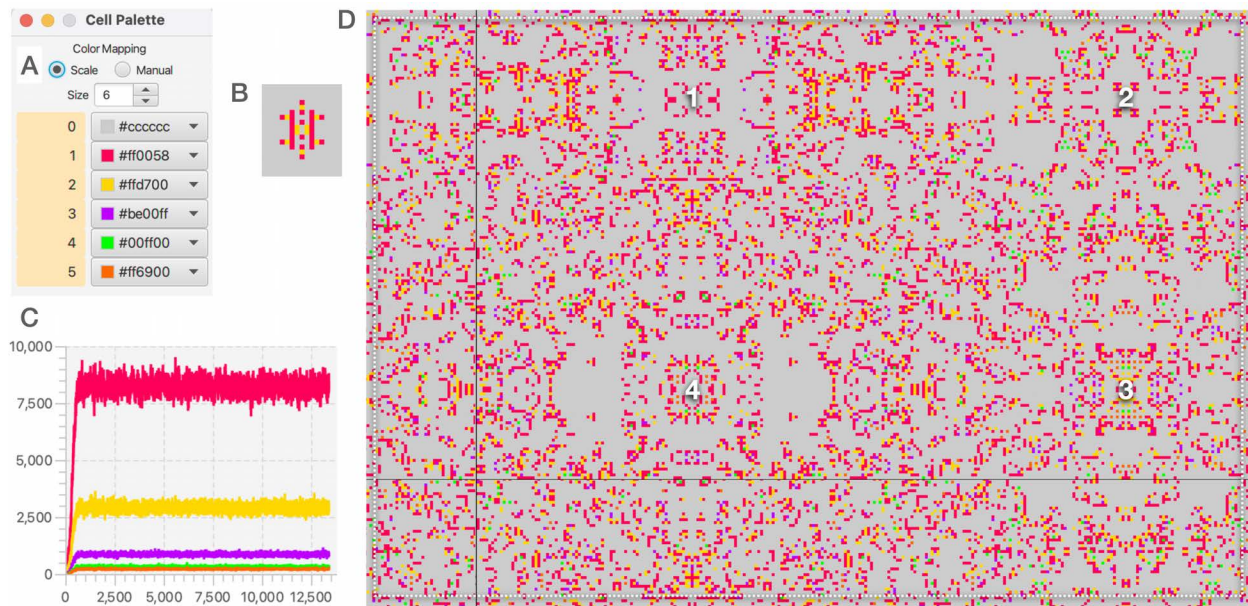 Cell Palette
A
Color Mapping
Scale Manual
Size 6
0 #cccccc
1 #ff0058
2 #ffd700
3 #be00ff
4 #00ff00
5 #ff6900
B
C
10,000
7,500
5,000
2,500
0
0 2,500 5,000 7,500 10,000 12,500
D
1
2
4
3